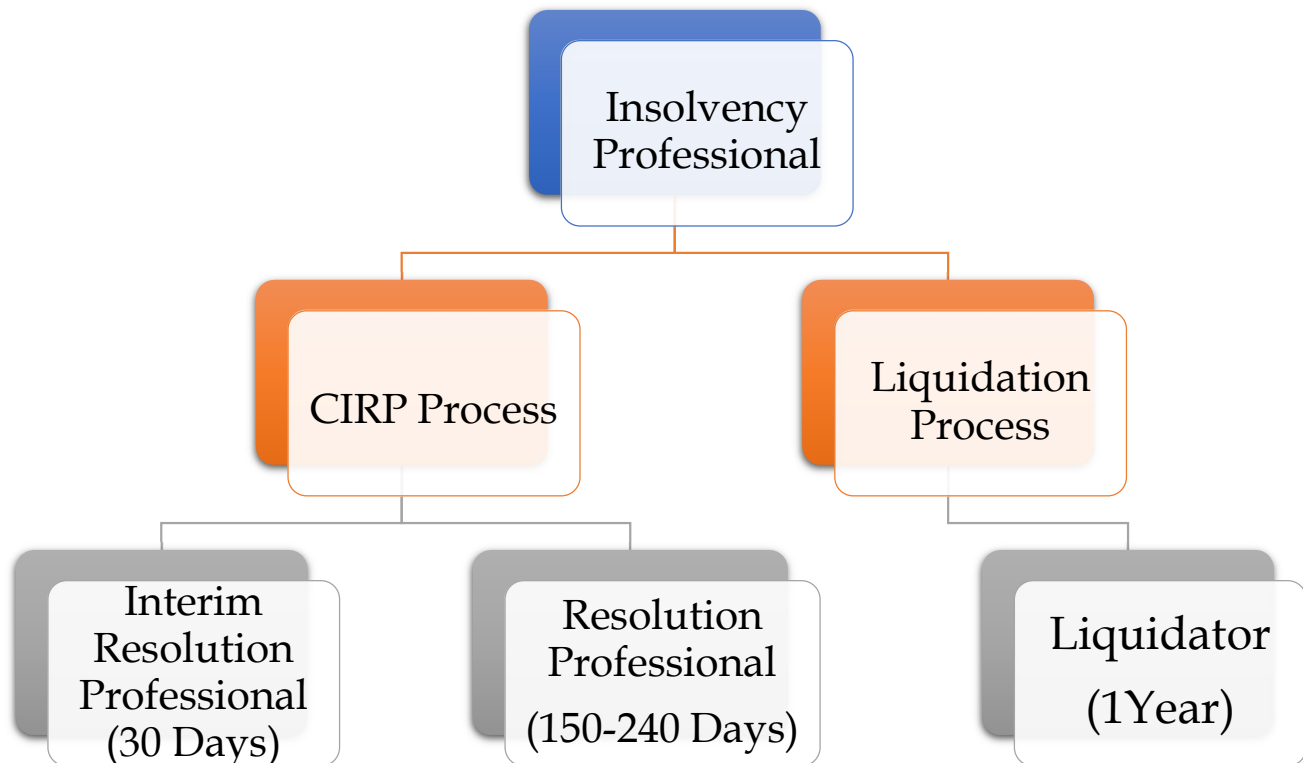 Insolvency
Professional
CIRP Process
Liquidation
Process
Interim
Resolution
Professional
(30 Days)
Resolution
Professional
(150-240 Days)
Liquidator
(1Year)